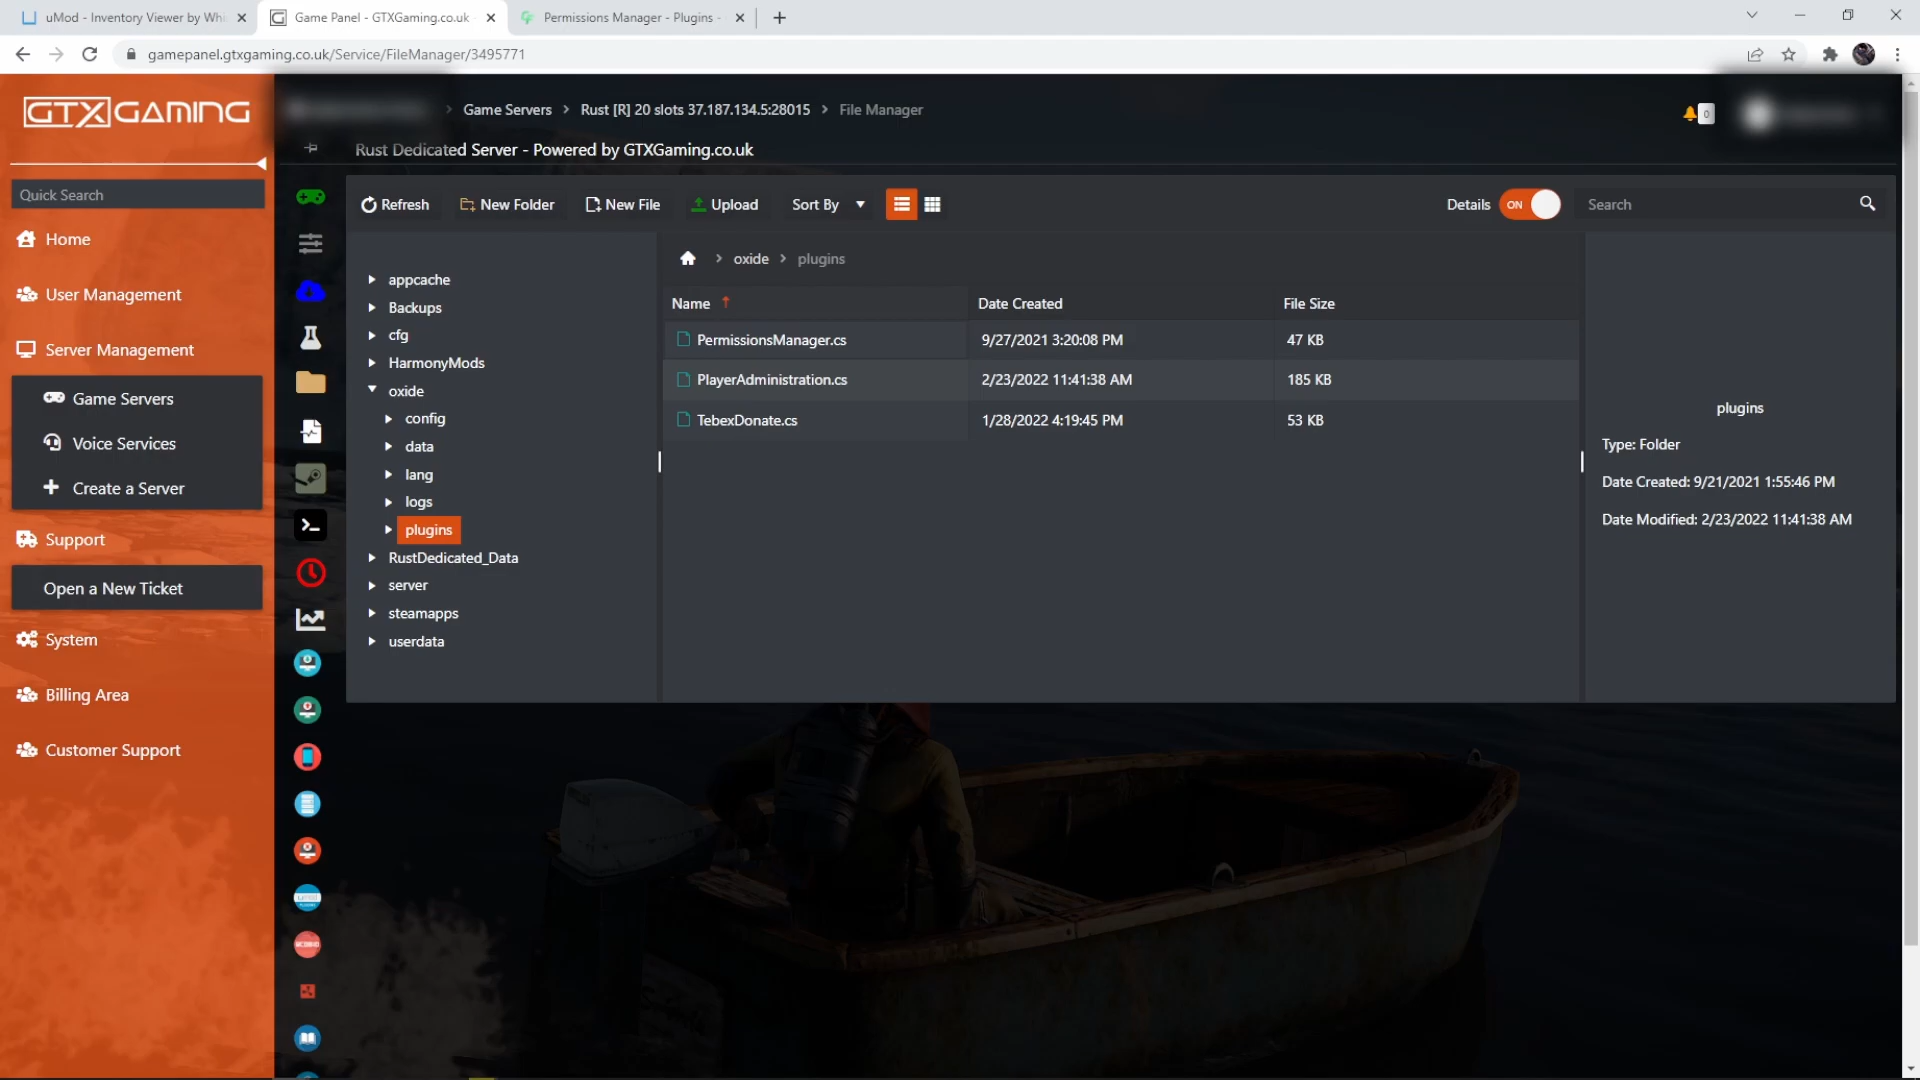 uMod - Inventory Viewer by Whi
Game Panel - GTXGaming.co.uk
Permissions Manager - Plugins -
gamepanel.gtxgaming.co.uk/Service/FileManager/3495771
GTXGAMING
Game Servers
Rust [R] 20 slots 37.187.134.5:28015
File Manager
0
Rust Dedicated Server - Powered by GTXGaming.co.uk
Quick Search
Home
User Management
Server Management
Game Servers
Voice Services
Create a Server
Support
Open a New Ticket
System
Billing Area
Customer Support
Refresh
New Folder
New File
Upload
Sort By
Details
ON
Search
appcache
Backups
cfg
HarmonyMods
oxide
config
data
lang
logs
plugins
RustDedicated_Data
server
steamapps
userdata
oxide
plugins
Name
Date Created
File Size
PermissionsManager.cs
9/27/2021 3:20:08 PM
47 KB
PlayerAdministration.cs
2/23/2022 11:41:38 AM
185 KB
TebexDonate.cs
1/28/2022 4:19:45 PM
53 KB
plugins
Type: Folder
Date Created: 9/21/2021 1:55:46 PM
Date Modified: 2/23/2022 11:41:38 AM